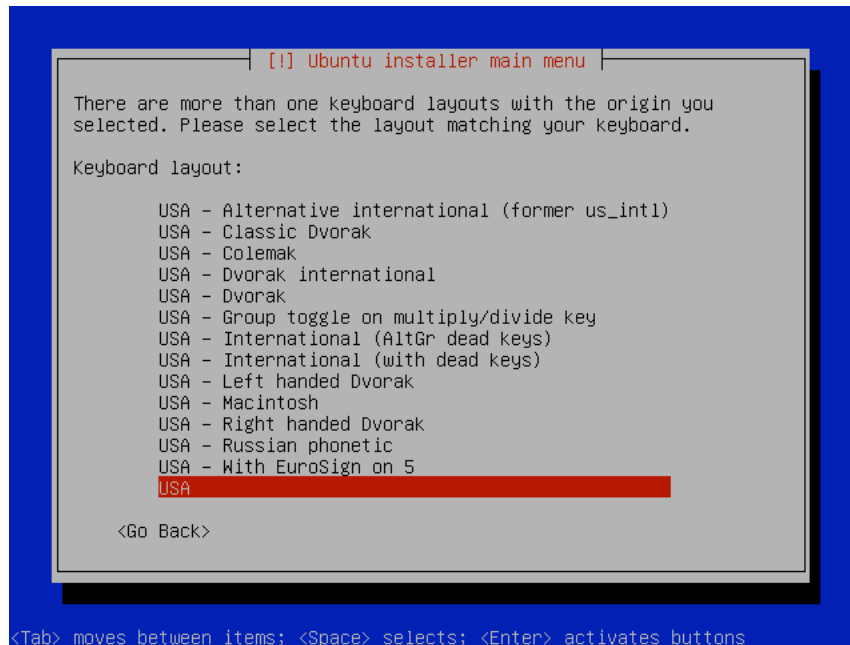 [!] Ubuntu installer main menu
There are more than one keyboard layouts with the origin you
selected. Please select the layout matching your keyboard.
Keyboard layout:
USA - Alternative international (former us_intl)
USA - Classic Dvorak
USA - Colemak
USA - Dvorak international
USA - Dvorak
USA - Group toggle on multiply/divide key
USA - International (AltGr dead keys)
USA - International (with dead keys)
USA - Left handed Dvorak
USA - Macintosh
USA - Right handed Dvorak
USA - Russian phonetic
USA - With EuroSign on 5
USA
<Go Back>
<Tab> moves between items; <Space> selects; <Enter> activates buttons